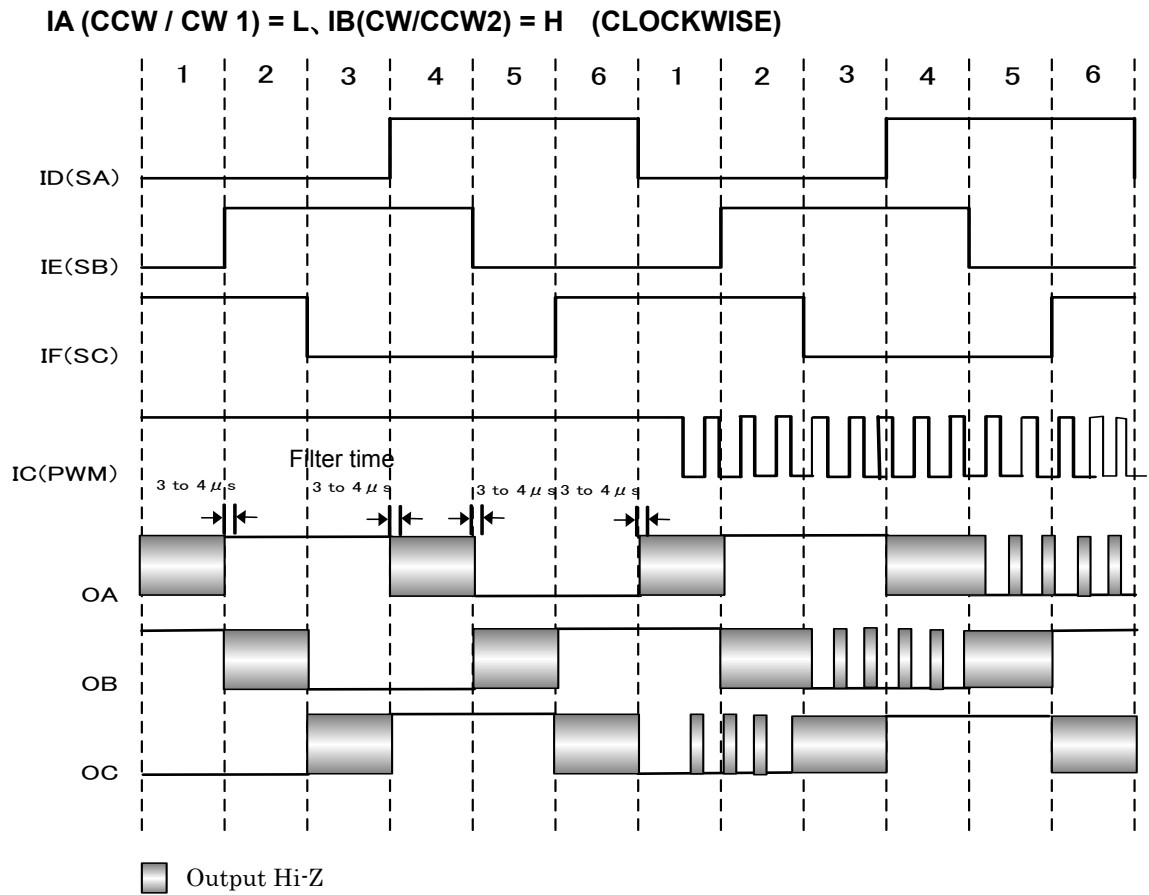 IA (CCW / CW 1) = L、IB(CW/CCW2) = H (CLOCKWISE)
1 2 3 4 5 6 1 2 3 4 5 6
ID(SA)
IE(SB)
IF(SC)
IC(PWM)
Filter time
3 to 4μs 3 to 4μs 3 to 4μs 3 to 4μs
OA
OB
OC
Output Hi-Z